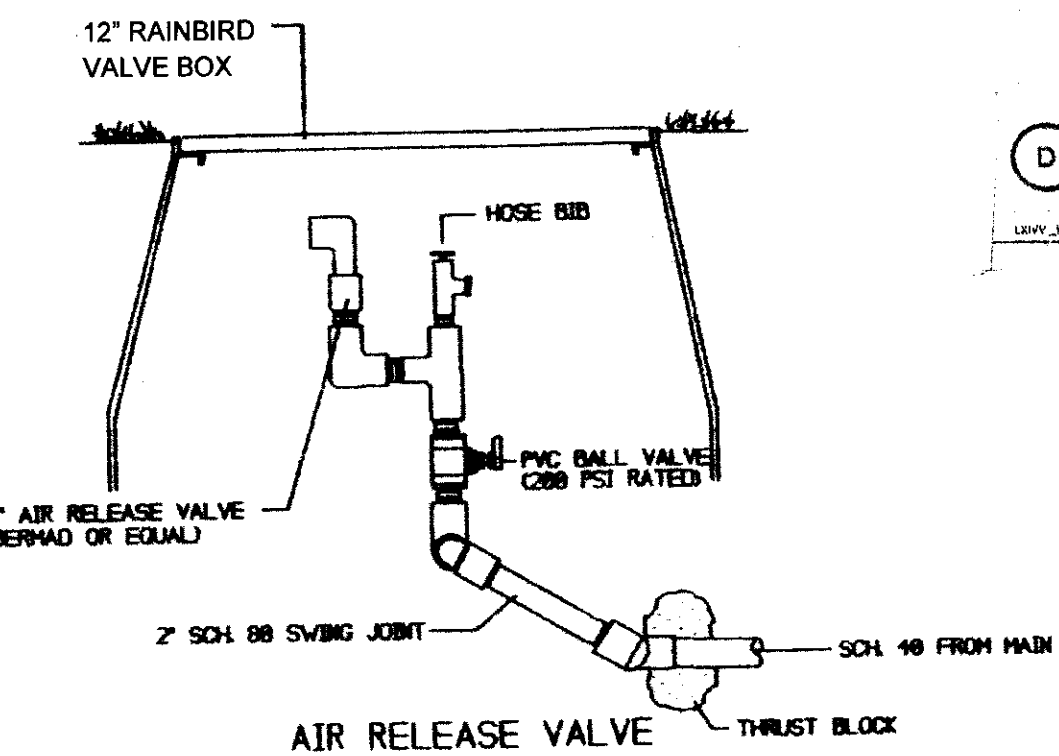 12" RAINBIRD
VALVE BOX
D
HOSE BIB
PVC BALL VALVE
(200 PSI RATED)
" AIR RELEASE VALVE
BERMAD OR EQUAL)
2" SCH. 80 SWING JOINT
SCH. 40 FROM MAIN
THRUST BLOCK
AIR RELEASE VALVE